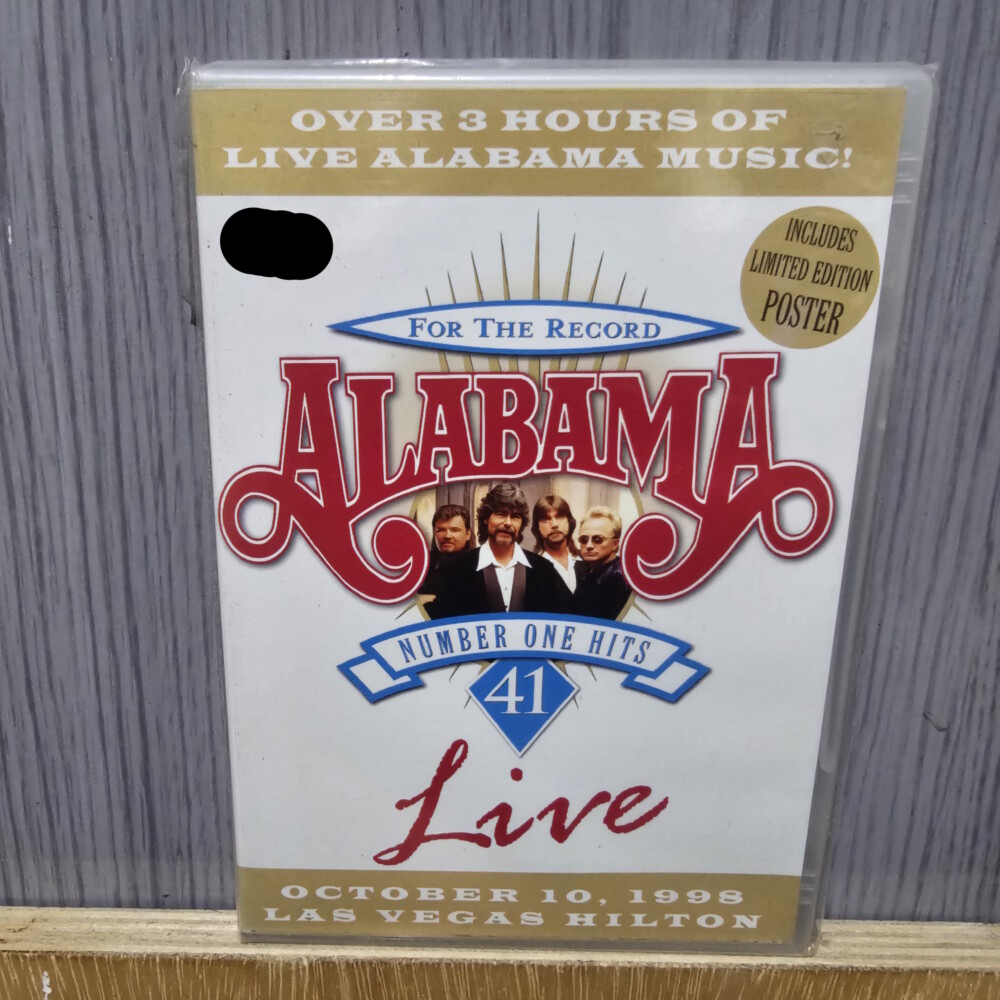 OVER 3 HOURS OF
LIVE ALABAMA MUSIC!
INCLUDES
LIMITED EDITION
POSTER
FOR THE RECORD
ALABAMA
NUMBER ONE HITS
41
Live
OCTOBER 10, 1998
LAS VEGAS HILTON